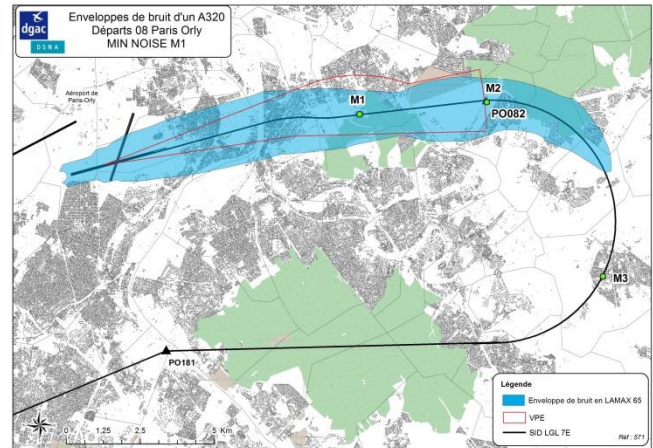 dgac
DSNA
Enveloppes de bruit d'un A320
Départs 08 Paris Orly
MIN NOISE M1
Aéroport de
Paris-Orly
M1
M2
PO082
M3
PO181
0 1,25 2,5 5 Km
Légende
Enveloppe de bruit en LAMAX 65
VPE
SID LGL 7E
Réf : 571